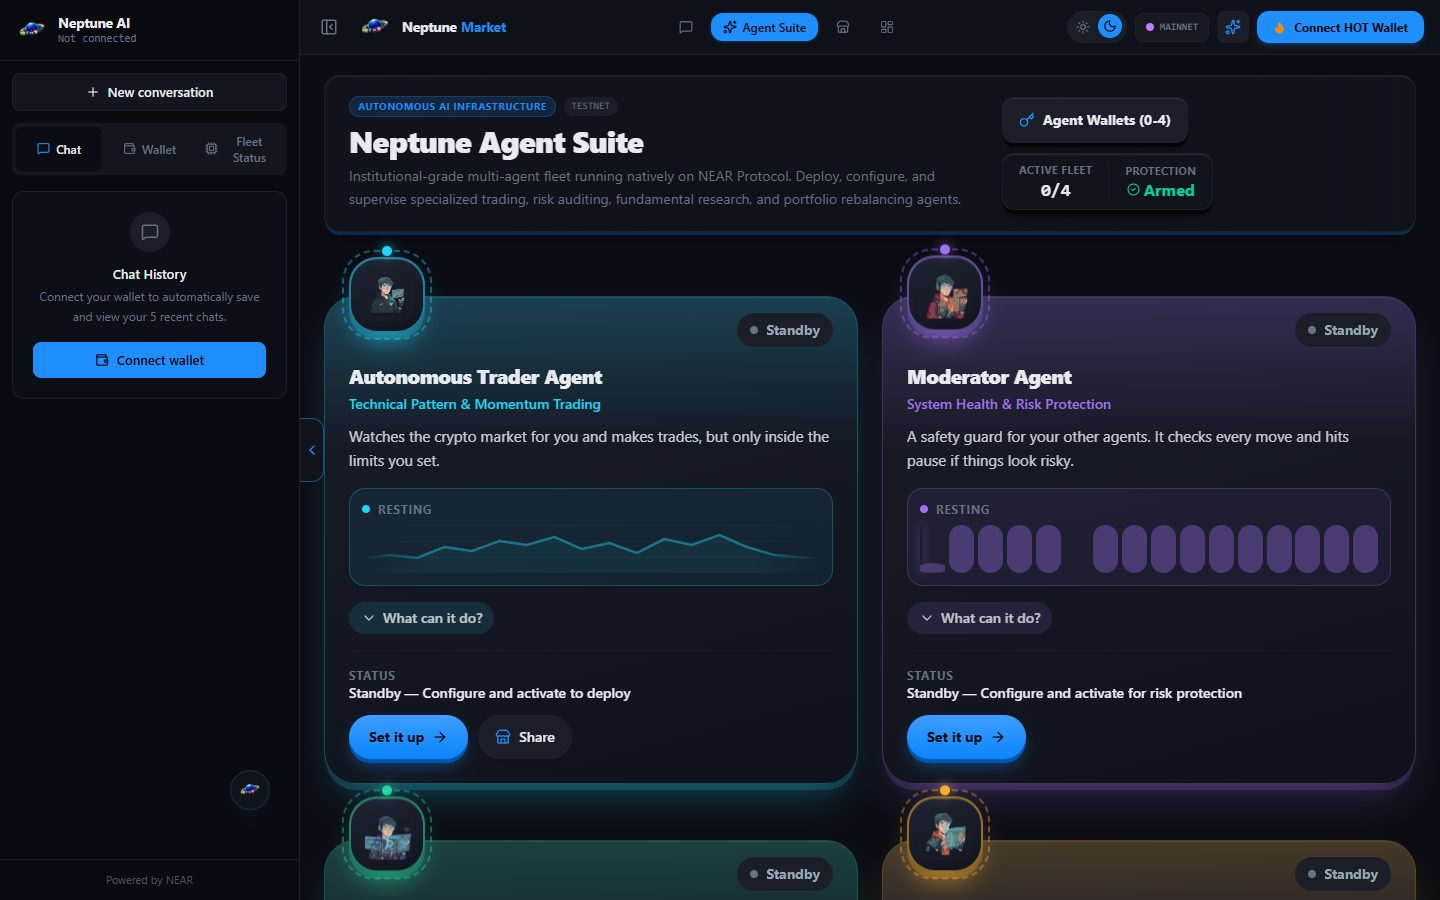 Neptune AI
Not connected
New conversation
Chat
Wallet
Fleet
Status
Chat History
Connect your wallet to automatically save
and view your 5 recent chats.
Connect wallet
Powered by NEAR
Neptune Market
Agent Suite
MAINNET
Connect HOT Wallet
AUTONOMOUS AI INFRASTRUCTURE
TESTNET
Neptune Agent Suite
Institutional-grade multi-agent fleet running natively on NEAR Protocol. Deploy, configure, and
supervise specialized trading, risk auditing, fundamental research, and portfolio rebalancing agents.
Agent Wallets (0-4)
ACTIVE FLEET
0/4
PROTECTION
Armed
Standby
Autonomous Trader Agent
Technical Pattern & Momentum Trading
Watches the crypto market for you and makes trades, but only inside the
limits you set.
RESTING
What can it do?
STATUS
Standby — Configure and activate to deploy
Set it up
Share
Standby
Moderator Agent
System Health & Risk Protection
A safety guard for your other agents. It checks every move and hits
pause if things look risky.
RESTING
What can it do?
STATUS
Standby — Configure and activate for risk protection
Set it up
Standby
Standby